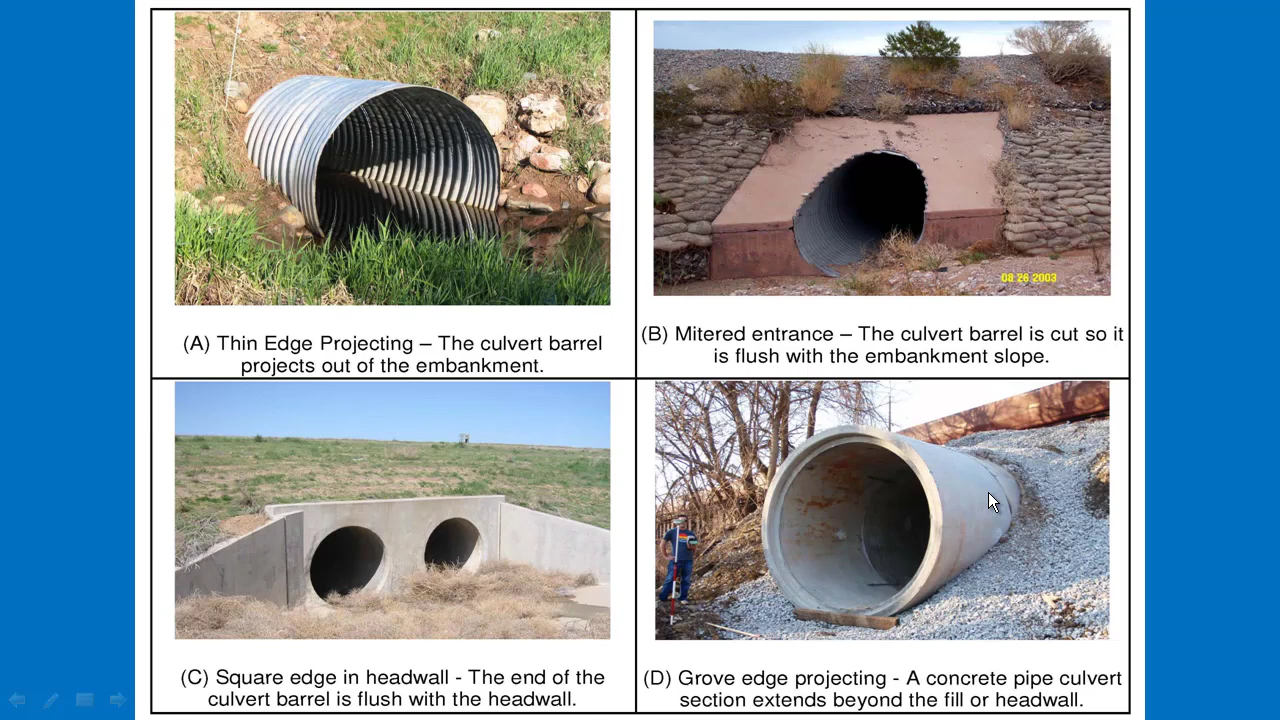 08 26 2003
(A) Thin Edge Projecting – The culvert barrel
projects out of the embankment.
(B) Mitered entrance – The culvert barrel is cut so it
is flush with the embankment slope.
(C) Square edge in headwall - The end of the
culvert barrel is flush with the headwall.
(D) Grove edge projecting - A concrete pipe culvert
section extends beyond the fill or headwall.